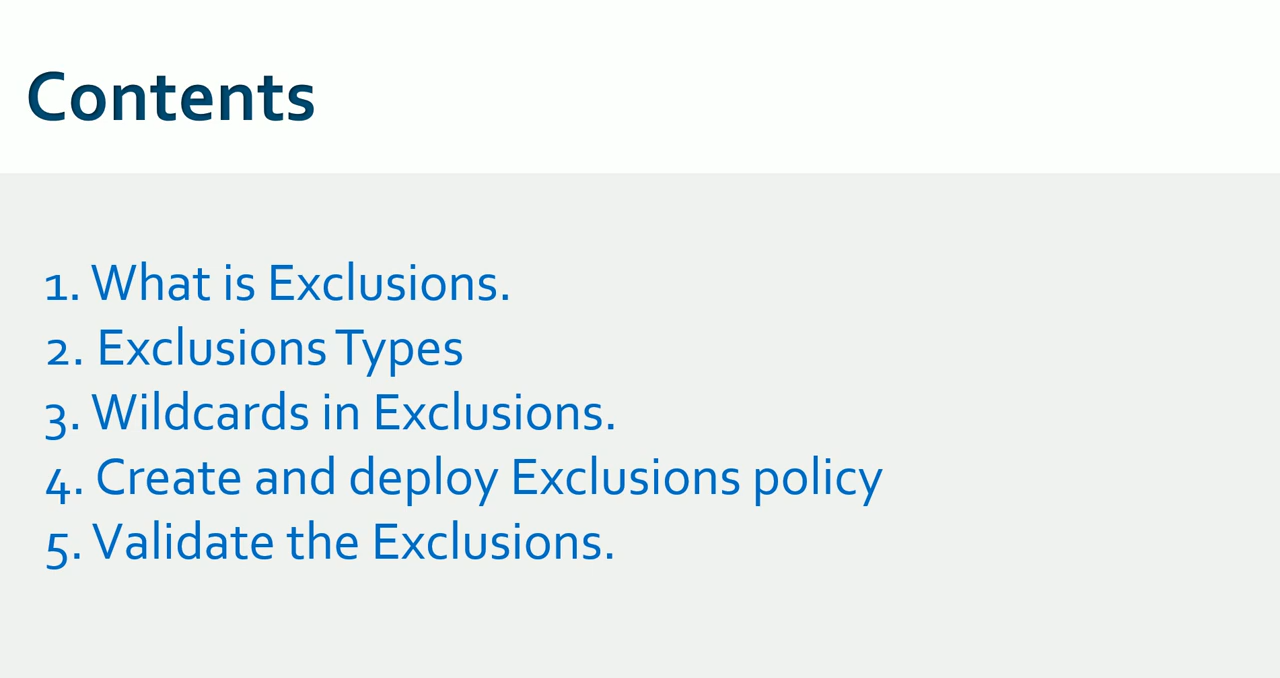 Contents
1. What is Exclusions.
2. Exclusions Types
3. Wildcards in Exclusions.
4. Create and deploy Exclusions policy
5. Validate the Exclusions.